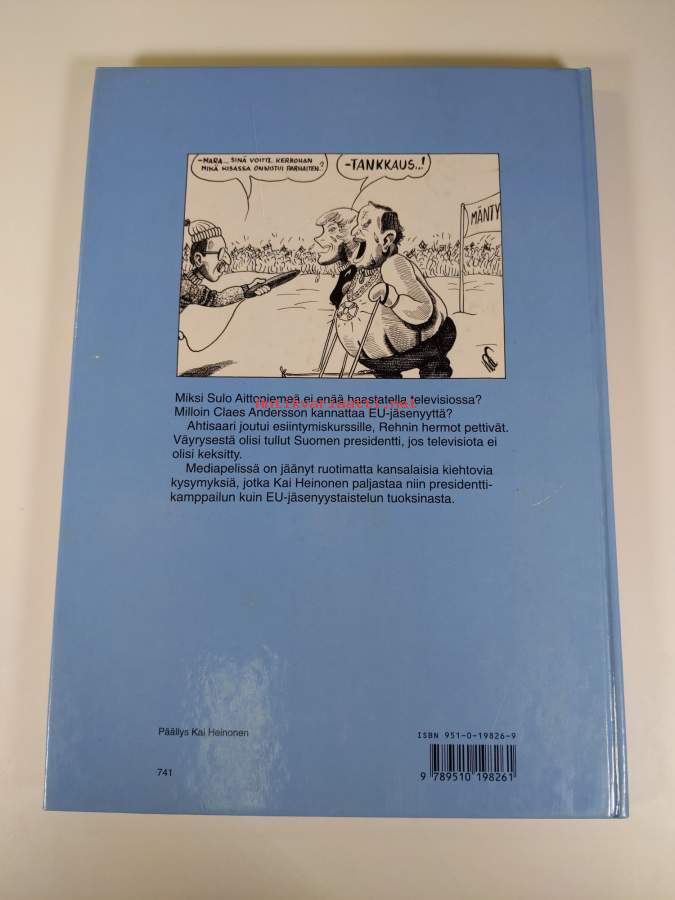 -MARA... SINÄ VOITIT.. KERROHAN
MIKÄ KISASSA ONNISTUI PARHAITEN?
-TANKKAUS..!
MÄNTY
Miksi Sulo Aittoniemeä ei enää haastatella televisiossa?
antikvariaatti.net
Milloin Claes Andersson kannattaa EU-jäsenyyttä?
Ahtisaari joutui esiintymiskurssille, Rehnin hermot pettivät.
Väyrysestä olisi tullut Suomen presidentti, jos televisiota ei
olisi keksitty.
Mediapelissä on jäänyt ruotimatta kansalaisia kiehtovia
kysymyksiä, jotka Kai Heinonen paljastaa niin presidentti-
kamppailun kuin EU-jäsenyystaistelun tuoksinasta.
Päällys Kai Heinonen
ISBN 951-0-19826-9
741
9 789510 198261